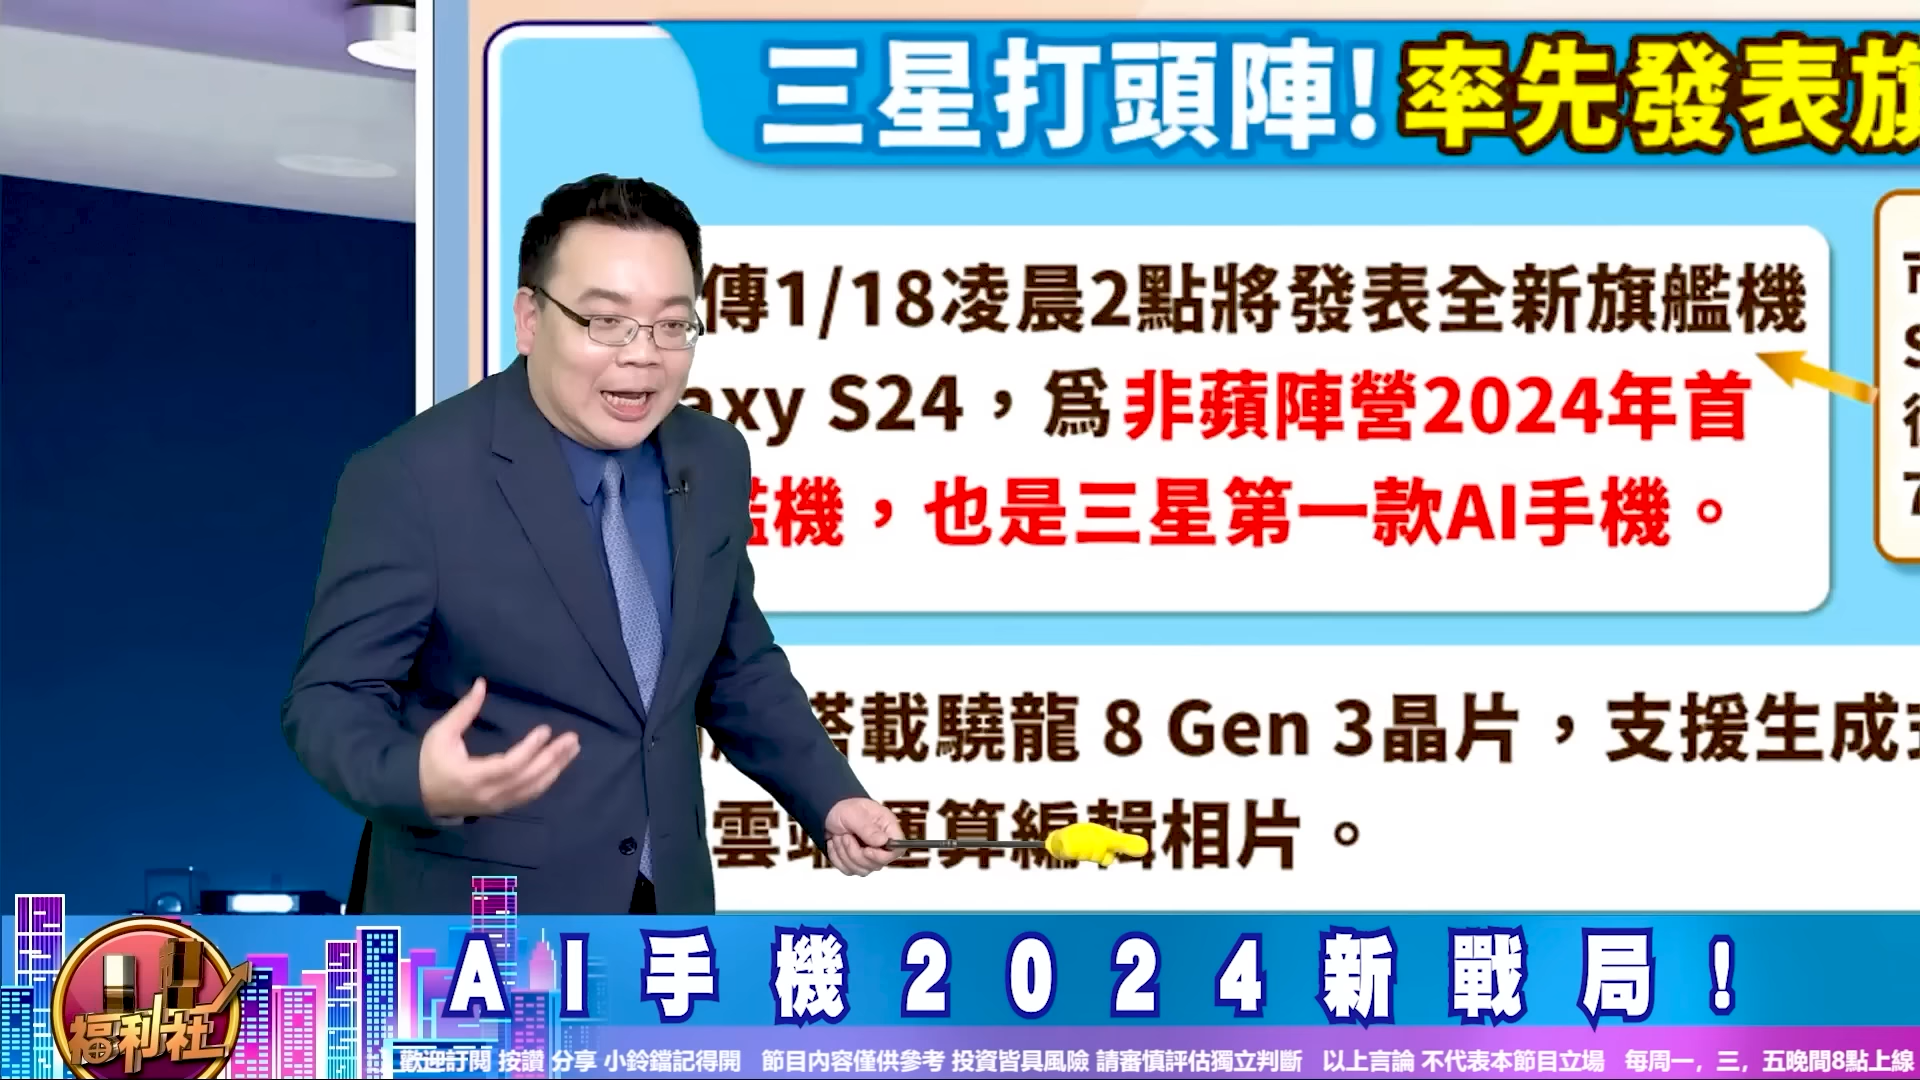 三星打頭陣!率先發表旗
傳1/18凌晨2點將發表全新旗艦機
axy S24，為非蘋陣營2024年首
艦機，也是三星第一款AI手機。
搭載驍龍 8 Gen 3晶片，支援生成式
雲端運算編輯相片。
AI手機2024新戰局!
福利社
歡迎訂閱 按讚 分享 小鈴鐺記得開 節目內容僅供參考 投資皆具風險 請審慎評估獨立判斷 以上言論 不代表本節目立場 每周一，三，五晚間8點上線